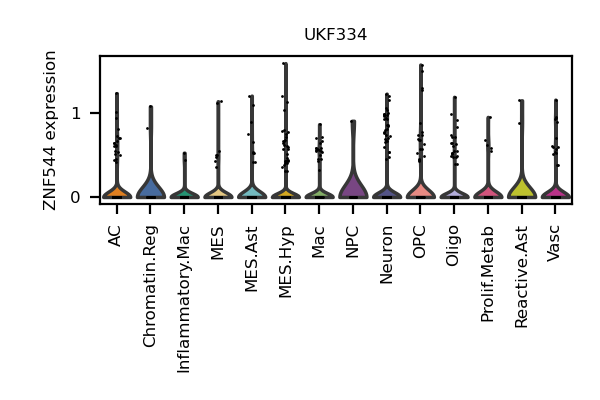 UKF334
ZNF544 expression
1
0
AC
Chromatin.Reg
Inflammatory.Mac
MES
MES.Ast
MES.Hyp
Mac
NPC
Neuron
OPC
Oligo
Prolif.Metab
Reactive.Ast
Vasc